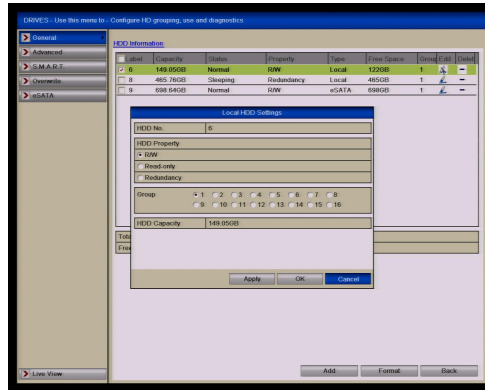 DRIVES - Use this menu to - Configure HD grouping, use and diagnostics
General
Advanced
S.M.A.R.T.
Overwrite
eSATA
Live View
HDD Information:
Label Capacity Status Property Type Free Space Group Edit Delet
6 149.05GB Normal R/W Local 122GB 1
8 465.76GB Sleeping Redundancy Local 465GB 1
9 698.64GB Normal R/W eSATA 698GB 1
Local HDD Settings
HDD No. 6
HDD Property
R/W
Read-only
Redundancy
Group 1 2 3 4 5 6 7 8
9 10 11 12 13 14 15 16
HDD Capacity 149.05GB
Apply OK Cancel
Add Format Back